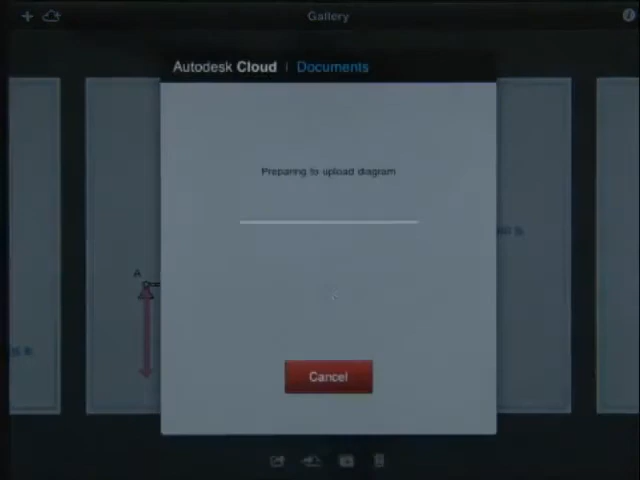 Gallery
Autodesk Cloud | Documents
Preparing to upload diagram
A
Cancel